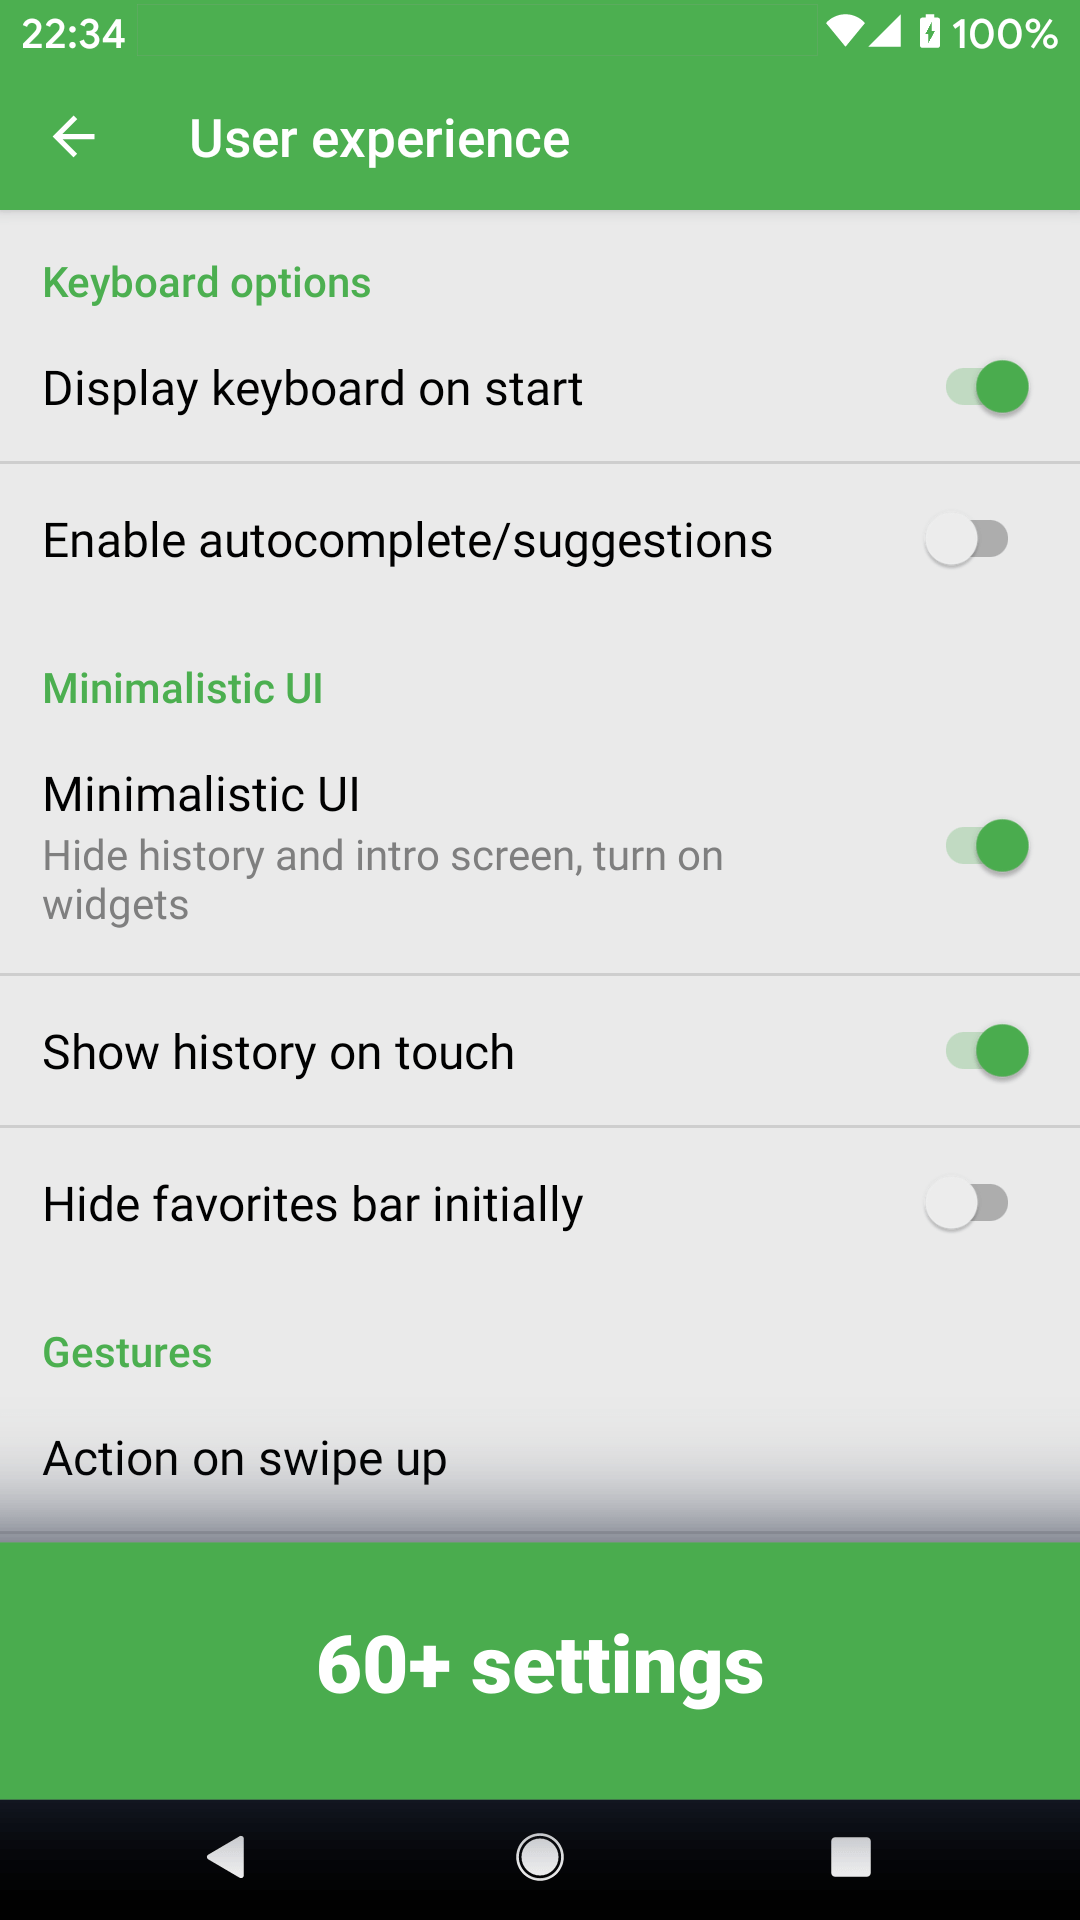 22:34 100%
User experience
Keyboard options
Display keyboard on start
Enable autocomplete/suggestions
Minimalistic UI
Minimalistic UI
Hide history and intro screen, turn on
widgets
Show history on touch
Hide favorites bar initially
Gestures
Action on swipe up
60+ settings